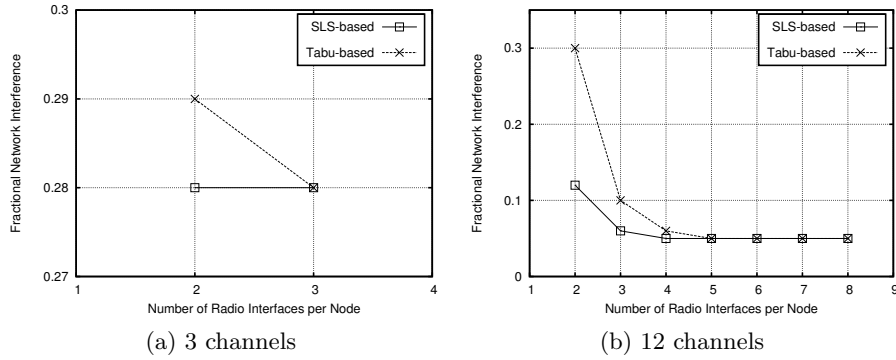 0.3
0.29
0.28
0.27
1
2
3
4
Fractional Network Interference
Number of Radio Interfaces per Node
SLS-based
Tabu-based
(a) 3 channels
0.3
0.2
0.1
0
1
2
3
4
5
6
7
8
9
Fractional Network Interference
Number of Radio Interfaces per Node
SLS-based
Tabu-based
(b) 12 channels